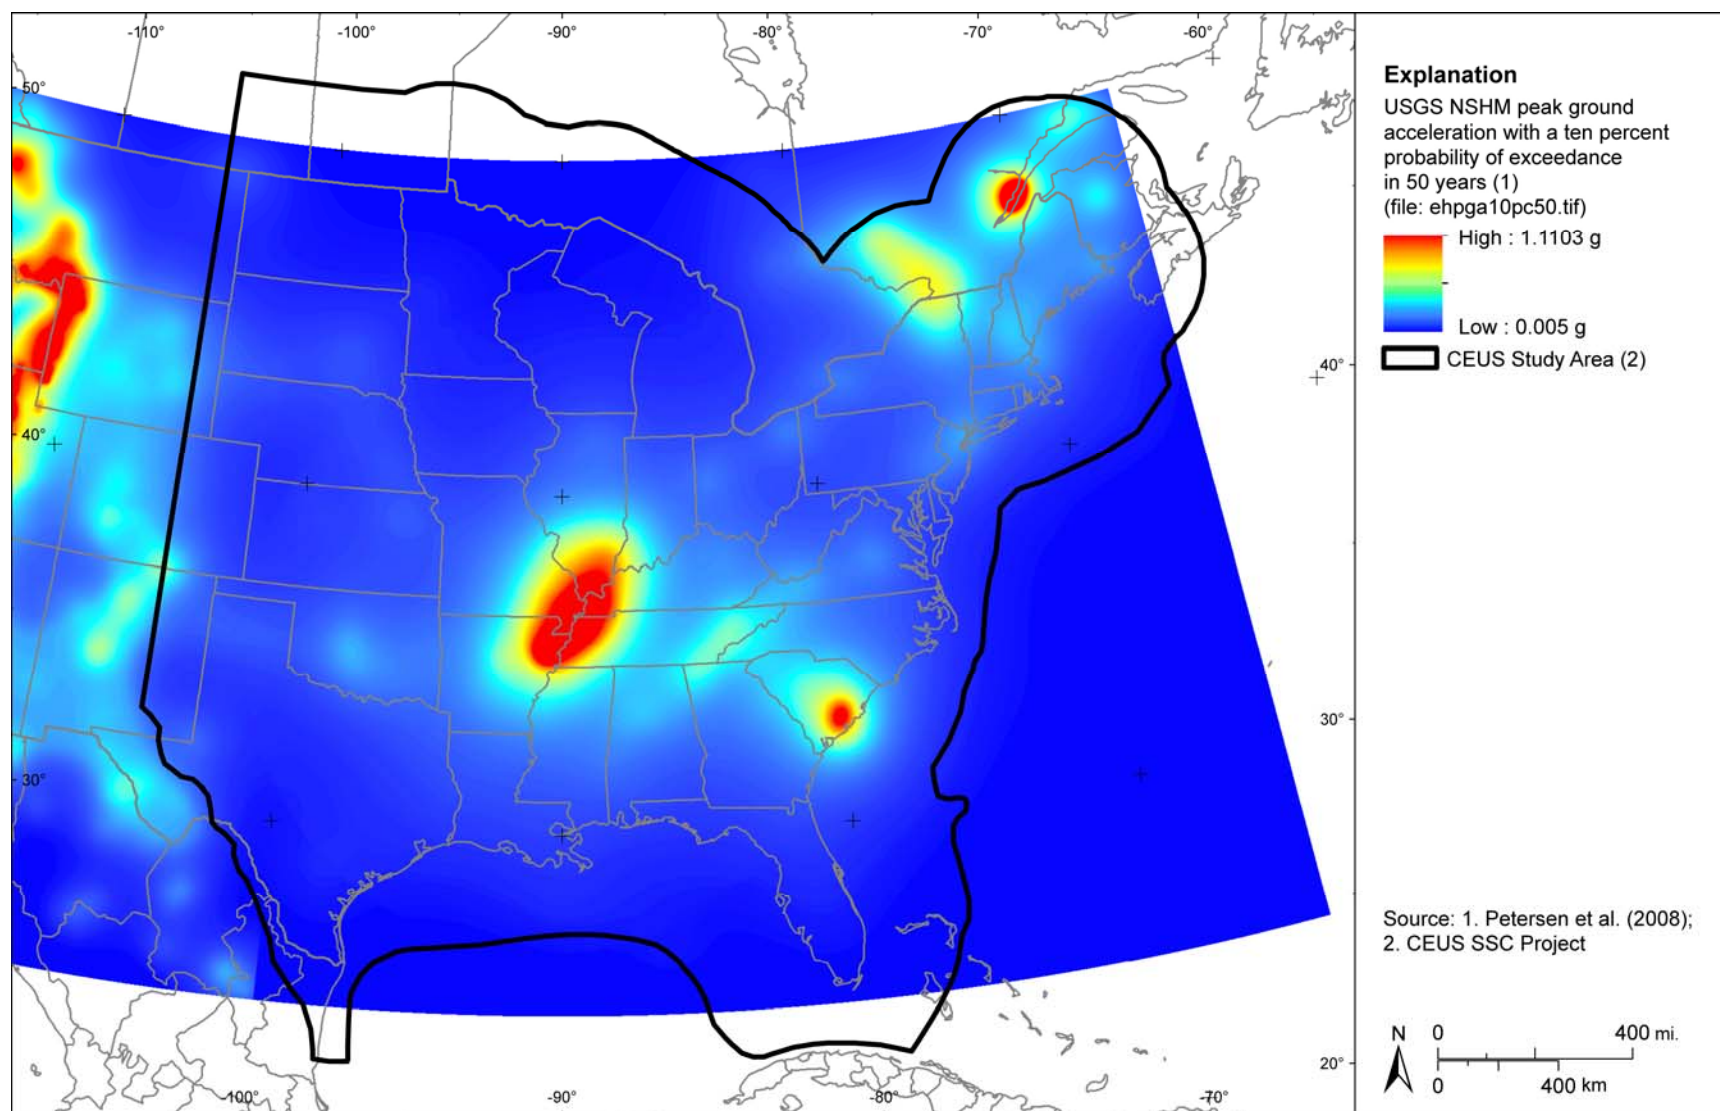 -110°
-100°
-90°
-80°
-70°
-60°
50°
40°
30°
40°
30°
20°
-100°
-90°
-80°
-70°
Explanation
USGS NSHM peak ground
acceleration with a ten percent
probability of exceedance
in 50 years (1)
(file: ehpga10pc50.tif)
High : 1.1103 g
Low : 0.005 g
CEUS Study Area (2)
Source: 1. Petersen et al. (2008);
2. CEUS SSC Project
N
0 400 mi.
0 400 km